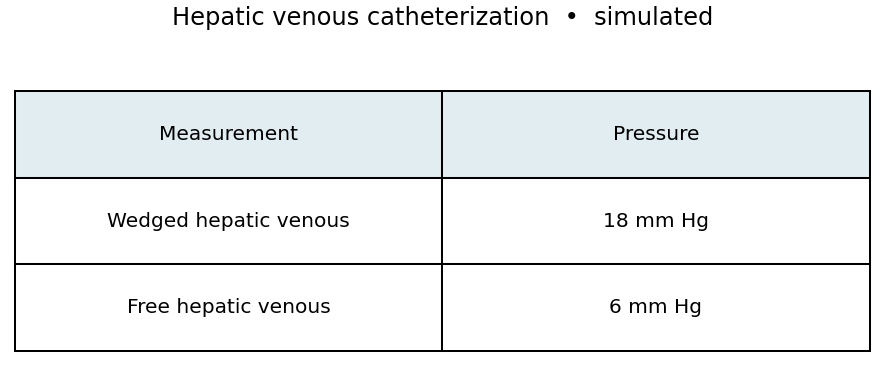 Hepatic venous catheterization • simulated
Measurement Pressure
Wedged hepatic venous 18 mm Hg
Free hepatic venous 6 mm Hg